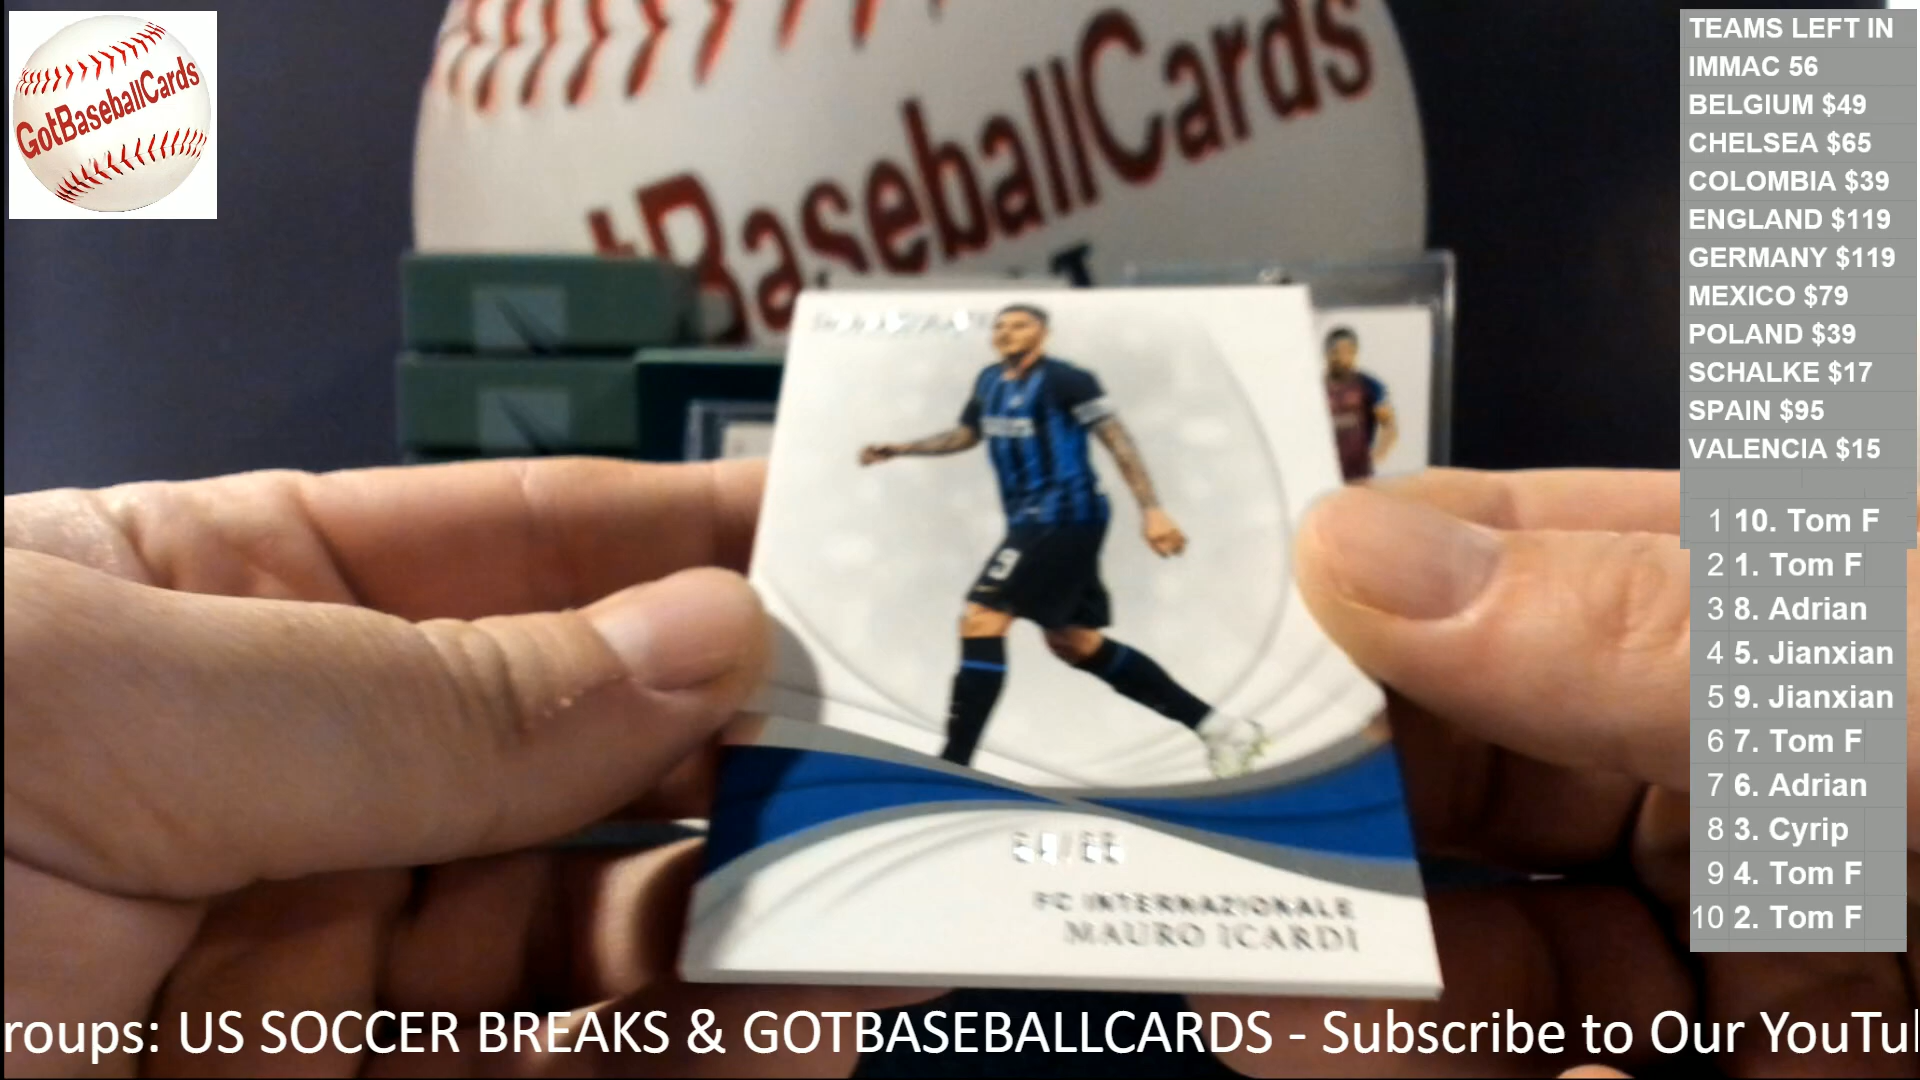 GotBaseballCards
BaseballCards
TEAMS LEFT IN
IMMAC 56
BELGIUM $49
CHELSEA $65
COLOMBIA $39
ENGLAND $119
GERMANY $119
MEXICO $79
POLAND $39
SCHALKE $17
SPAIN $95
VALENCIA $15
1 10. Tom F
2 1. Tom F
3 8. Adrian
4 5. Jianxian
5 9. Jianxian
6 7. Tom F
7 6. Adrian
8 3. Cyrip
9 4. Tom F
10 2. Tom F
9
FC INTERNAZIONALE
MAURO ICARDI
roups: US SOCCER BREAKS & GOTBASEBALLCARDS - Subscribe to Our YouTu